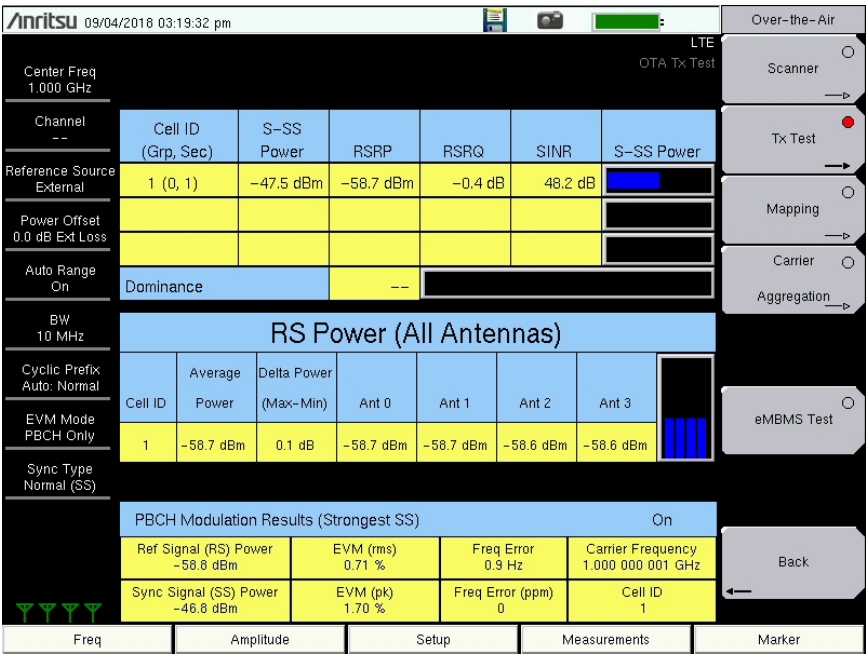 Anritsu 09/04/2018 03:19:32 pm
Over-the-Air
LTE
OTA Tx Test
Center Freq
1.000 GHz
Channel
--
Reference Source
External
Power Offset
0.0 dB Ext Loss
Auto Range
On
BW
10 MHz
Cyclic Prefix
Auto: Normal
EVM Mode
PBCH Only
Sync Type
Normal (SS)
Cell ID
(Grp, Sec)
S-SS
Power
RSRP
RSRQ
SINR
S-SS Power
1 (0, 1)
-47.5 dBm
-58.7 dBm
-0.4 dB
48.2 dB
Dominance
--
RS Power (All Antennas)
Cell ID
Average
Power
Delta Power
(Max-Min)
Ant 0
Ant 1
Ant 2
Ant 3
1
-58.7 dBm
0.1 dB
-58.7 dBm
-58.7 dBm
-58.6 dBm
-58.6 dBm
PBCH Modulation Results (Strongest SS)
On
Ref Signal (RS) Power
-58.8 dBm
EVM (rms)
0.71 %
Freq Error
0.9 Hz
Carrier Frequency
1.000 000 001 GHz
Sync Signal (SS) Power
-46.8 dBm
EVM (pk)
1.70 %
Freq Error (ppm)
0
Cell ID
1
Scanner
Tx Test
Mapping
Carrier
Aggregation
eMBMS Test
Back
Freq
Amplitude
Setup
Measurements
Marker